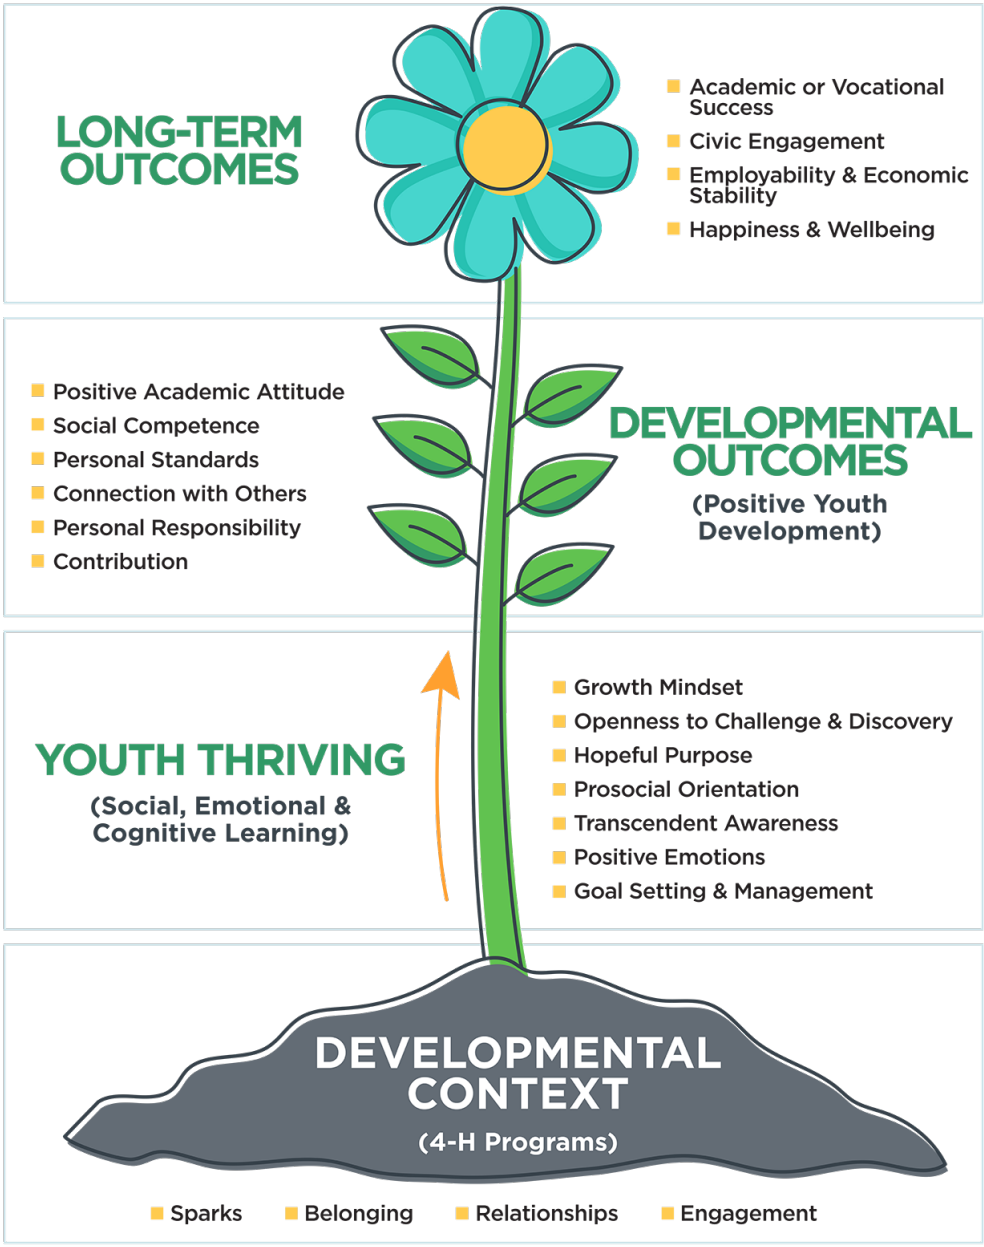 LONG-TERM
OUTCOMES
Academic or Vocational
Success
Civic Engagement
Employability & Economic
Stability
Happiness & Wellbeing
Positive Academic Attitude
Social Competence
Personal Standards
Connection with Others
Personal Responsibility
Contribution
DEVELOPMENTAL
OUTCOMES
(Positive Youth
Development)
YOUTH THRIVING
(Social, Emotional &
Cognitive Learning)
Growth Mindset
Openness to Challenge & Discovery
Hopeful Purpose
Prosocial Orientation
Transcendent Awareness
Positive Emotions
Goal Setting & Management
DEVELOPMENTAL
CONTEXT
(4-H Programs)
Sparks Belonging Relationships Engagement